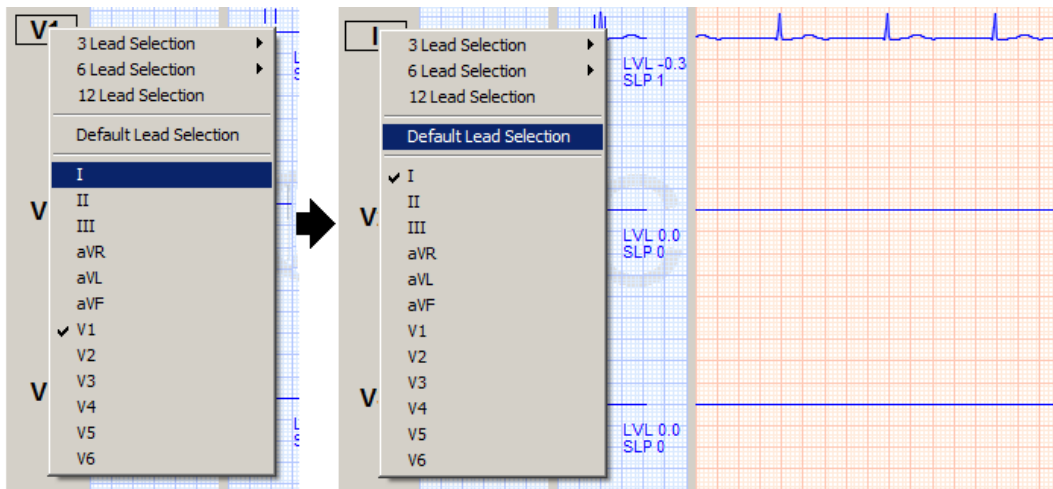 V1
3 Lead Selection
6 Lead Selection
12 Lead Selection
Default Lead Selection
I
II
III
aVR
aVL
aVF
V1
V2
V3
V4
V5
V6
V
V
I
3 Lead Selection
6 Lead Selection
12 Lead Selection
Default Lead Selection
I
II
III
aVR
aVL
aVF
V1
V2
V3
V4
V5
V6
V
V
LVL -0.3
SLP 1
LVL 0.0
SLP 0
LVL 0.0
SLP 0